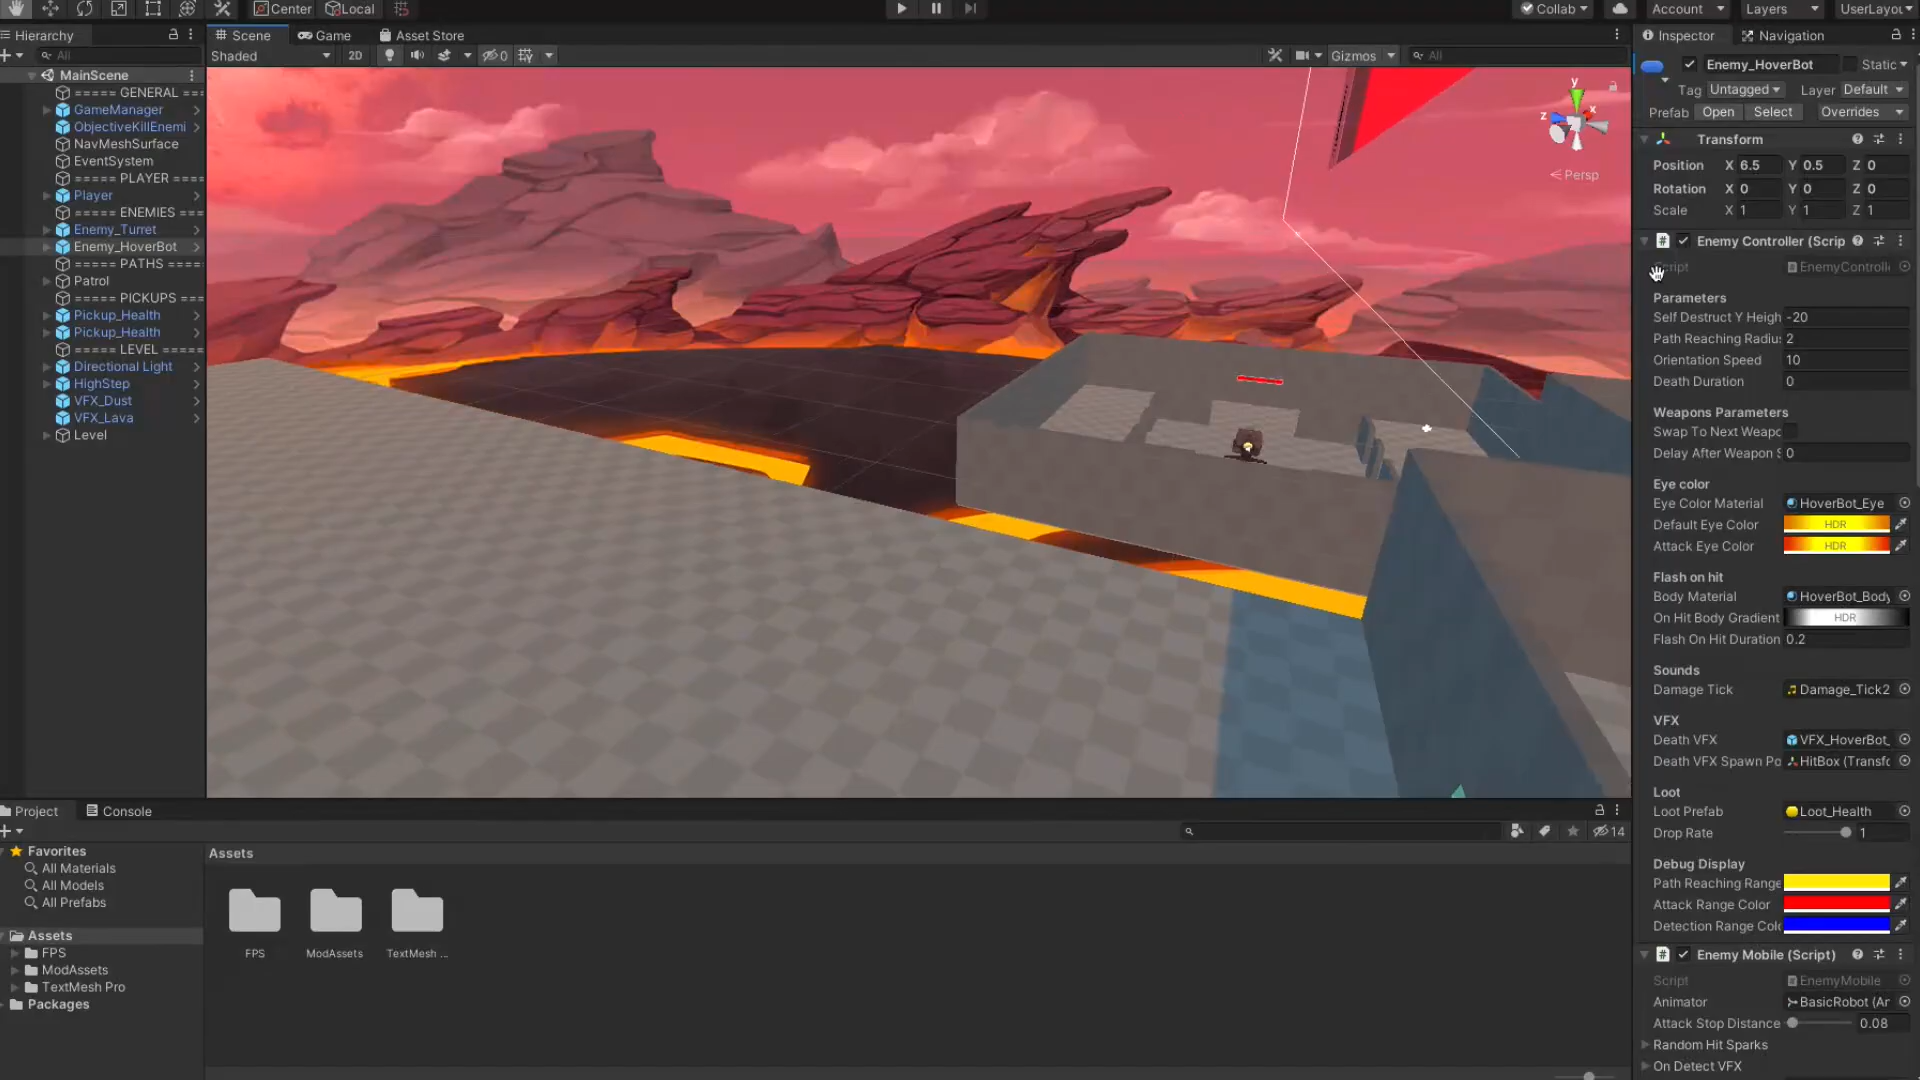 Center
Local
Collab
Account
Layers
UserLayou
Hierarchy
Scene
Game
Asset Store
Inspector
Navigation
All
Shaded
2D
0
Gizmos
All
Enemy_HoverBot
Static
MainScene
===== GENERAL =====
GameManager
ObjectiveKillEnemi
NavMeshSurface
EventSystem
===== PLAYER ====
Player
===== ENEMIES ===
Enemy_Turret
Enemy_HoverBot
===== PATHS =====
Patrol
===== PICKUPS ====
Pickup_Health
Pickup_Health
===== LEVEL =====
Directional Light
HighStep
VFX_Dust
VFX_Lava
Level
y
x
z
Persp
Tag Untagged
Layer Default
Prefab Open Select Overrides
Transform
Position X 6.5 Y 0.5 Z 0
Rotation X 0 Y 0 Z 0
Scale X 1 Y 1 Z 1
# Enemy Controller (Scrip
Script EnemyControlle
Parameters
Self Destruct Y Heigh -20
Path Reaching Radiu 2
Orientation Speed 10
Death Duration 0
Weapons Parameters
Swap To Next Weapo
Delay After Weapon S 0
Eye color
Eye Color Material HoverBot_Eye
Default Eye Color HDR
Attack Eye Color HDR
Flash on hit
Body Material HoverBot_Body
On Hit Body Gradient HDR
Flash On Hit Duration 0.2
Sounds
Damage Tick Damage_Tick2
VFX
Death VFX VFX_HoverBot_
Death VFX Spawn Po HitBox (Transfo
Loot
Loot Prefab Loot_Health
Drop Rate 1
Debug Display
Path Reaching Range
Attack Range Color
Detection Range Colo
# Enemy Mobile (Script)
Script EnemyMobile
Animator BasicRobot (An
Attack Stop Distance 0.08
Random Hit Sparks
On Detect VFX
Project
Console
14
Favorites
All Materials
All Models
All Prefabs
Assets
FPS
ModAssets
TextMesh Pro
Packages
Assets
FPS
ModAssets
TextMesh ...